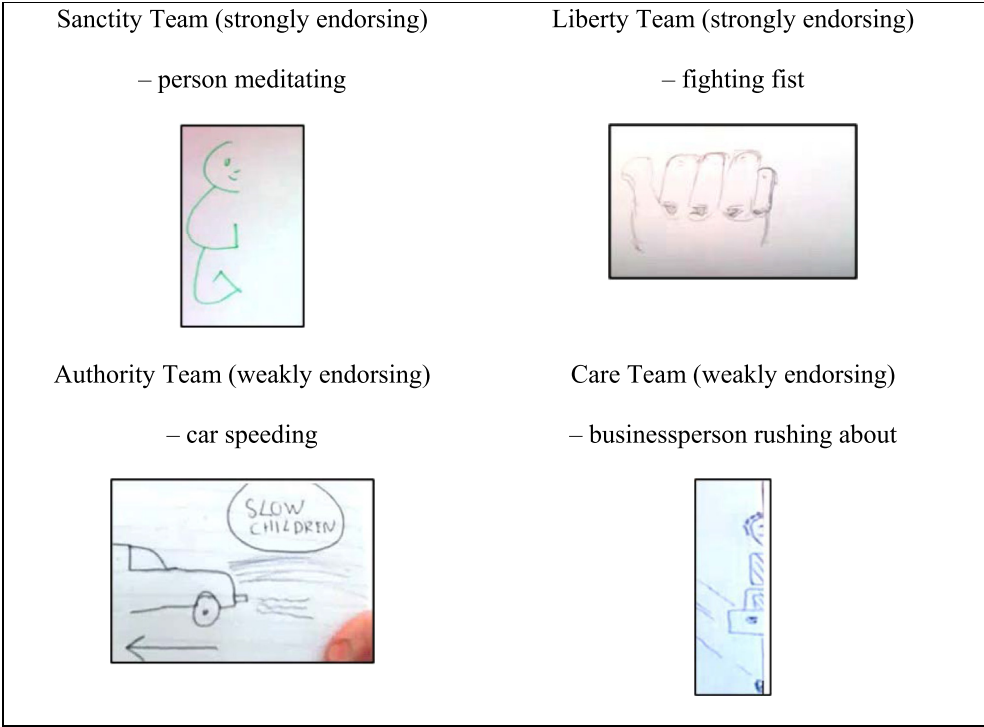 Sanctity Team (strongly endorsing)
– person meditating
Liberty Team (strongly endorsing)
– fighting fist
Authority Team (weakly endorsing)
– car speeding
SLOW
CHILDREN
Care Team (weakly endorsing)
– businessperson rushing about